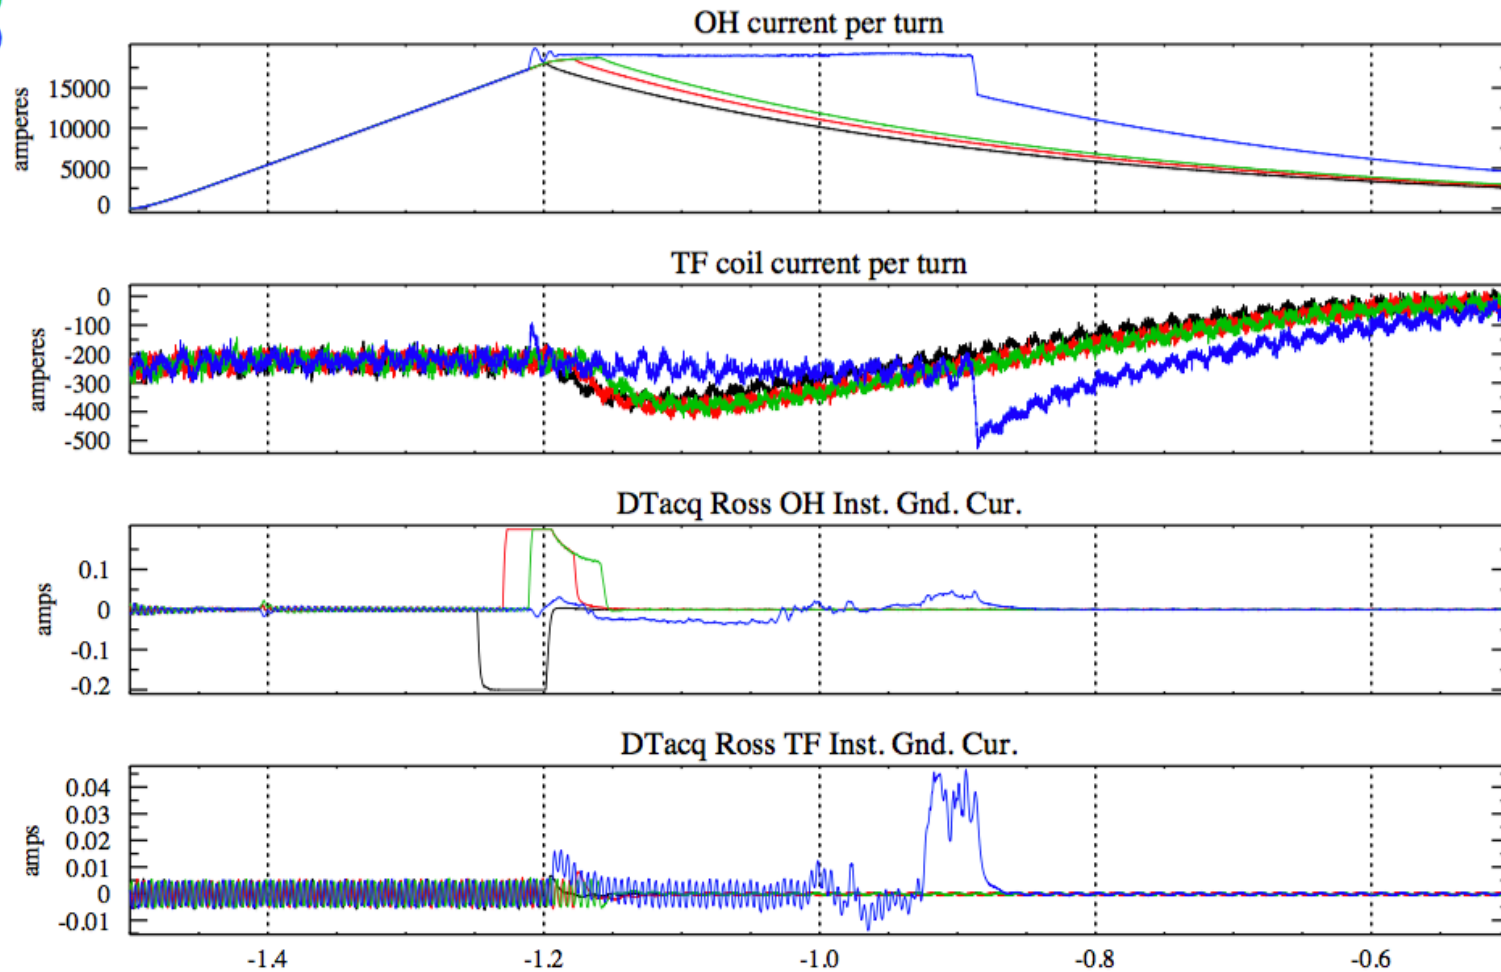 OH current per turn
amperes
15000
10000
5000
0
TF coil current per turn
amperes
0
-100
-200
-300
-400
-500
DTacq Ross OH Inst. Gnd. Cur.
amps
0.1
0
-0.1
-0.2
DTacq Ross TF Inst. Gnd. Cur.
amps
0.04
0.03
0.02
0.01
0
-0.01
-1.4 -1.2 -1.0 -0.8 -0.6